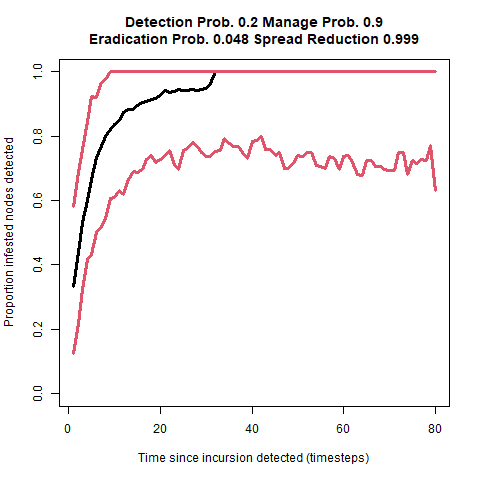 Detection Prob. 0.2 Manage Prob. 0.9
Eradication Prob. 0.048 Spread Reduction 0.999
Proportion infested nodes detected
1.0
0.8
0.6
0.4
0.2
0.0
0 20 40 60 80
Time since incursion detected (timesteps)